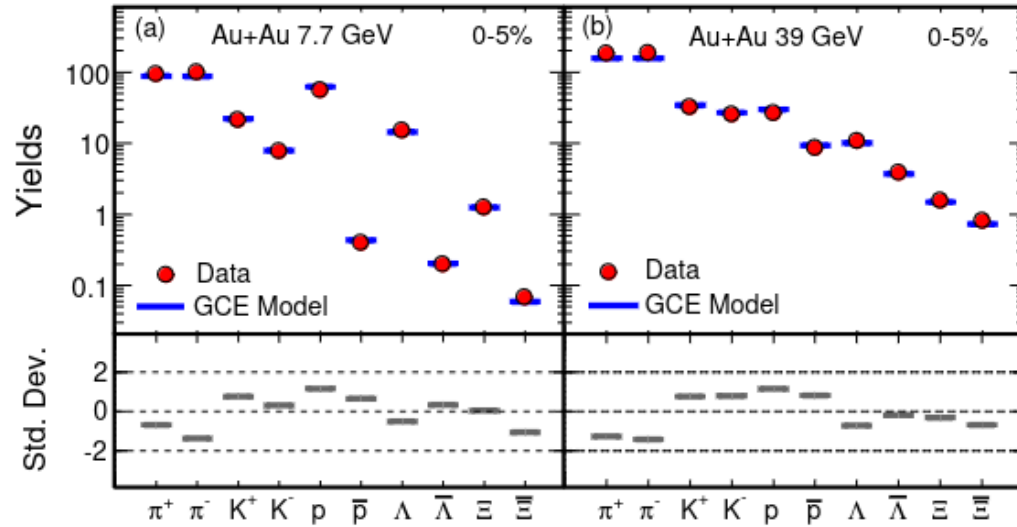 (a) Au+Au 7.7 GeV 0-5%
(b) Au+Au 39 GeV 0-5%
Yields
100
10
1
0.1
Data
GCE Model
Data
GCE Model
Std. Dev.
2
0
-2
π⁺ π⁻ K⁺ K⁻ p p̅ Λ Λ̅ Ξ Ξ̅
π⁺ π⁻ K⁺ K⁻ p p̅ Λ Λ̅ Ξ Ξ̅